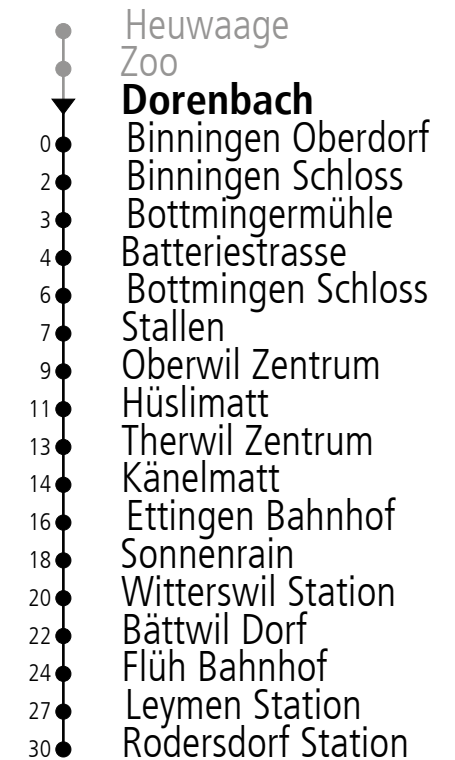 Heuwaage
Zoo
Dorenbach
0 Binningen Oberdorf
2 Binningen Schloss
3 Bottmingermühle
4 Batteriestrasse
6 Bottmingen Schloss
7 Stallen
9 Oberwil Zentrum
11 Hüslimatt
13 Therwil Zentrum
14 Känelmatt
16 Ettingen Bahnhof
18 Sonnenrain
20 Witterswil Station
22 Bättwil Dorf
24 Flüh Bahnhof
27 Leymen Station
30 Rodersdorf Station